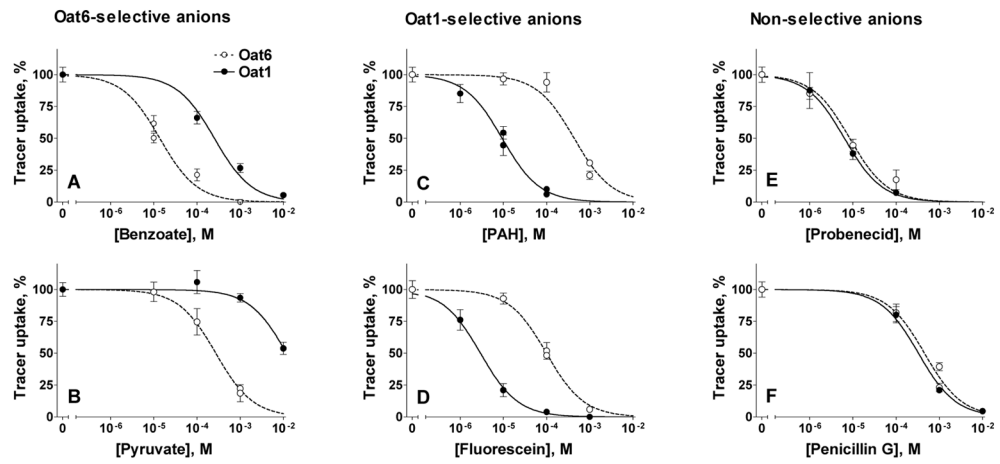 Oat6-selective anions
Oat1-selective anions
Non-selective anions
Tracer uptake, %
100
75
50
25
0
A
Oat6
Oat1
0
10-6
10-5
10-4
10-3
10-2
[Benzoate], M
Tracer uptake, %
100
75
50
25
0
C
0
10-6
10-5
10-4
10-3
10-2
[PAH], M
Tracer uptake, %
100
75
50
25
0
E
0
10-6
10-5
10-4
10-3
10-2
[Probenecid], M
Tracer uptake, %
100
75
50
25
0
B
0
10-6
10-5
10-4
10-3
10-2
[Pyruvate], M
Tracer uptake, %
100
75
50
25
0
D
0
10-6
10-5
10-4
10-3
10-2
[Fluorescein], M
Tracer uptake, %
100
75
50
25
0
F
0
10-6
10-5
10-4
10-3
10-2
[Penicillin G], M